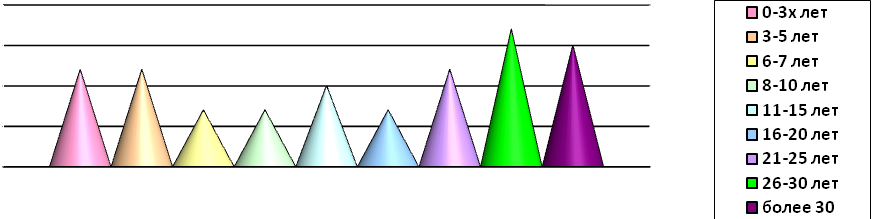 0-3х лет
3-5 лет
6-7 лет
8-10 лет
11-15 лет
16-20 лет
21-25 лет
26-30 лет
более 30